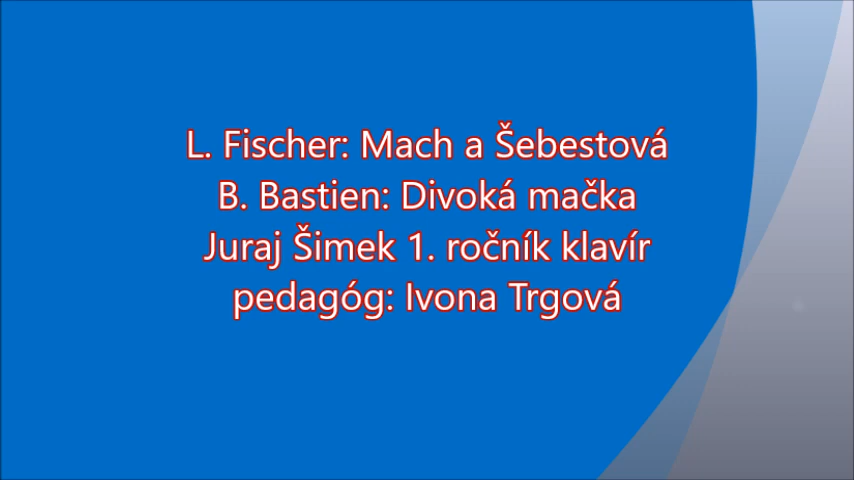 L. Fischer: Mach a Šebestová
B. Bastien: Divoká mačka
Juraj Šimek 1. ročník klavír
pedagóg: Ivona Trgová